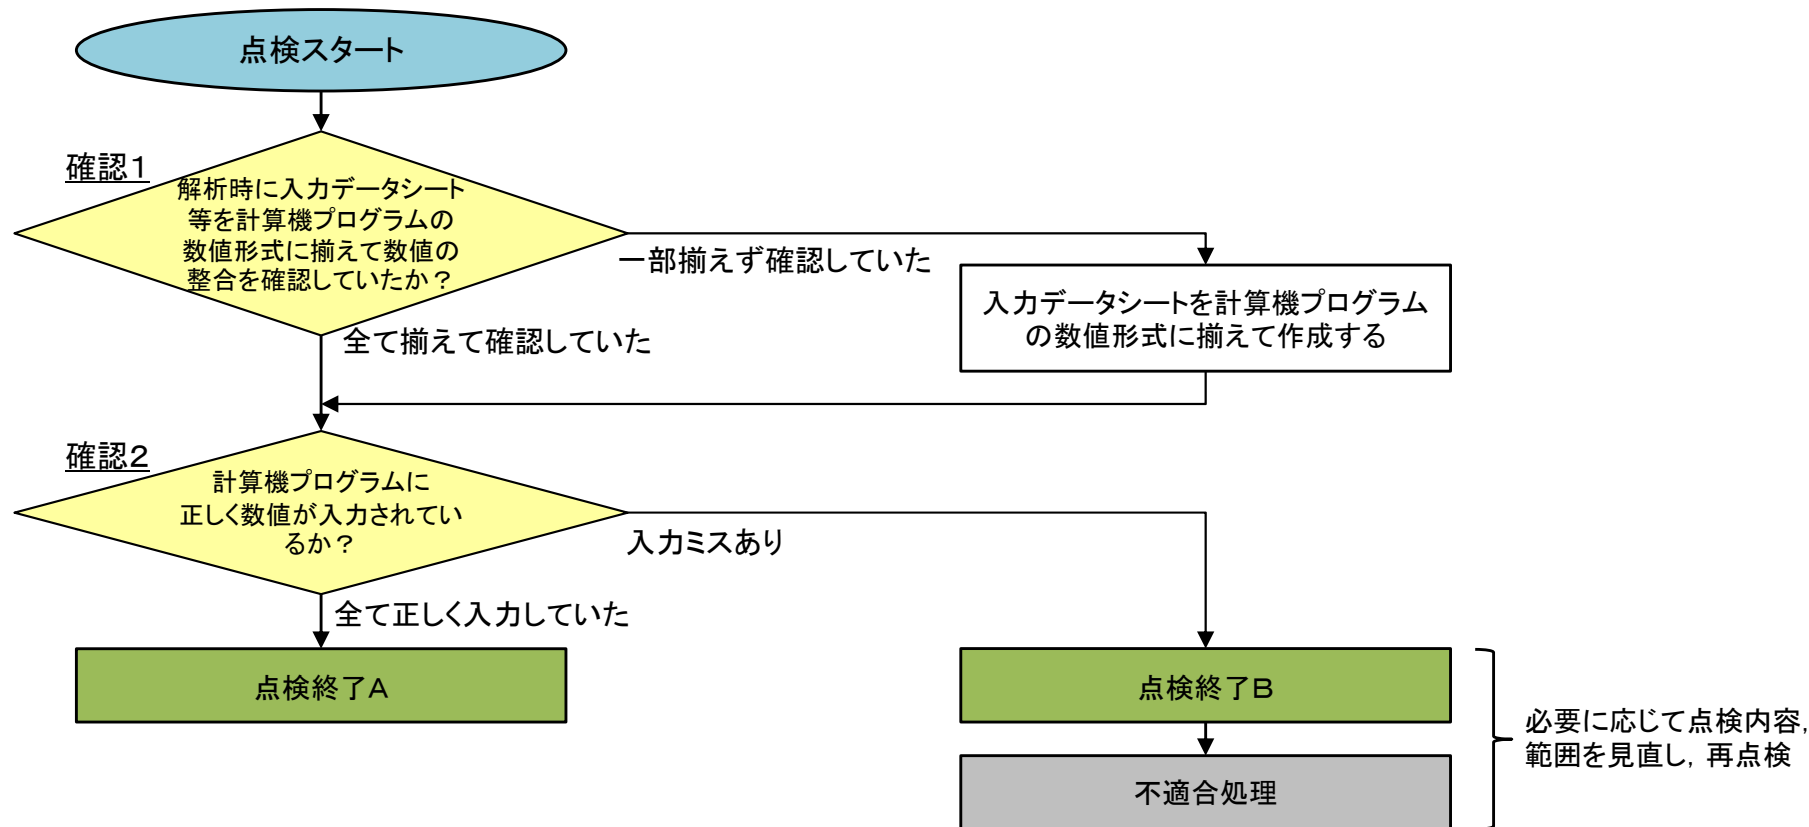 点検スタート
確認1
解析時に入力データシート
等を計算機プログラムの
数値形式に揃えて数値の
整合を確認していたか？
一部揃えず確認していた
入力データシートを計算機プログラム
の数値形式に揃えて作成する
全て揃えて確認していた
確認2
計算機プログラムに
正しく数値が入力されてい
るか？
入力ミスあり
全て正しく入力していた
点検終了A
点検終了B
必要に応じて点検内容，
範囲を見直し，再点検
不適合処理